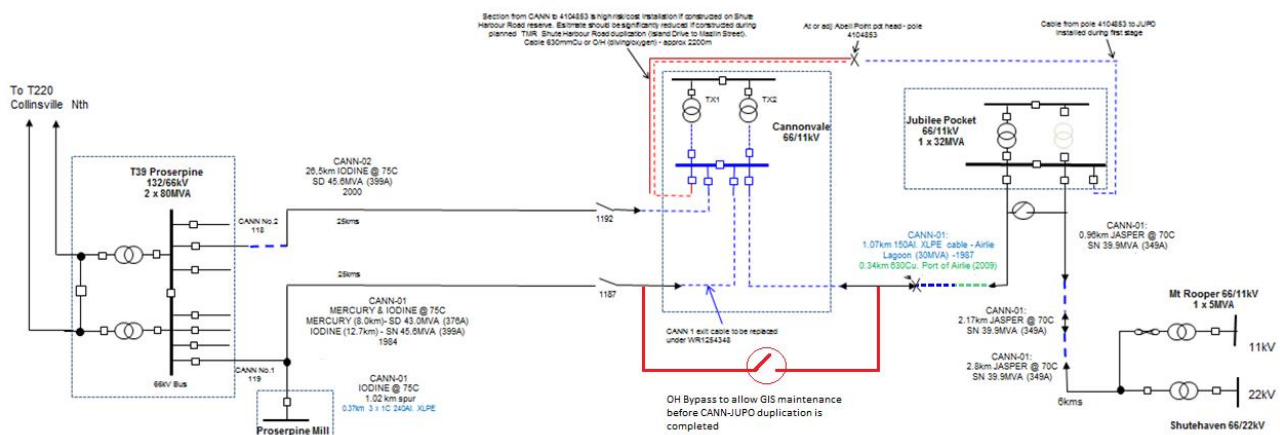 Section from CANN to 4104853 is high risk/cost installation if constructed on Shute
Harbour Road reserve. Estimate should be significantly reduced if constructed during
planned TMR Shute Harbour Road duplication (Island Drive to Mazlin Street).
Cable 630mmCu or O/H (diving/oxygen) - approx 2200m
At or adj Abell Point pot head - pole
4104853
Cable from pole 4104853 to JUPO
installed during first stage
To T220
Collinsville Nth
T39 Proserpine
132/66kV
2 x 80MVA
CANN No.2
118
CANN-02
26.5km IODINE @ 75C
SD 45.6MVA (399A)
2000
25kms
1192
TX1
TX2
Cannonvale
66/11kV
Jubilee Pocket
66/11kV
1 x 32MVA
CANN-01:
1.07km 150Al. XLPE cable - Airlie
Lagoon (30MVA) -1987
0.34km 630Cu. Port of Airlie (2009)
CANN-01:
0.96km JASPER @ 70C
SN 39.9MVA (349A)
25kms
1187
CANN-01
MERCURY & IODINE @ 75C
MERCURY (8.0km)- SD 43.0MVA (376A)
IODINE (12.7km) - SN 45.6MVA (399A)
1984
CANN 1 exit cable to be replaced
under WR1254348
CANN-01:
2.17km JASPER @ 70C
SN 39.9MVA (349A)
Mt Rooper 66/11kV
1 x 5MVA
11kV
CANN-01:
2.8km JASPER @ 70C
SN 39.9MVA (349A)
6kms
22kV
Shutehaven 66/22kV
66kV Bus
CANN No.1
119
CANN-01
IODINE @ 75C
1.02 km spur
0.37km 3 x 1C 240Al. XLPE
Proserpine Mill
OH Bypass to allow GIS maintenance
before CANN-JUPO duplication is
completed